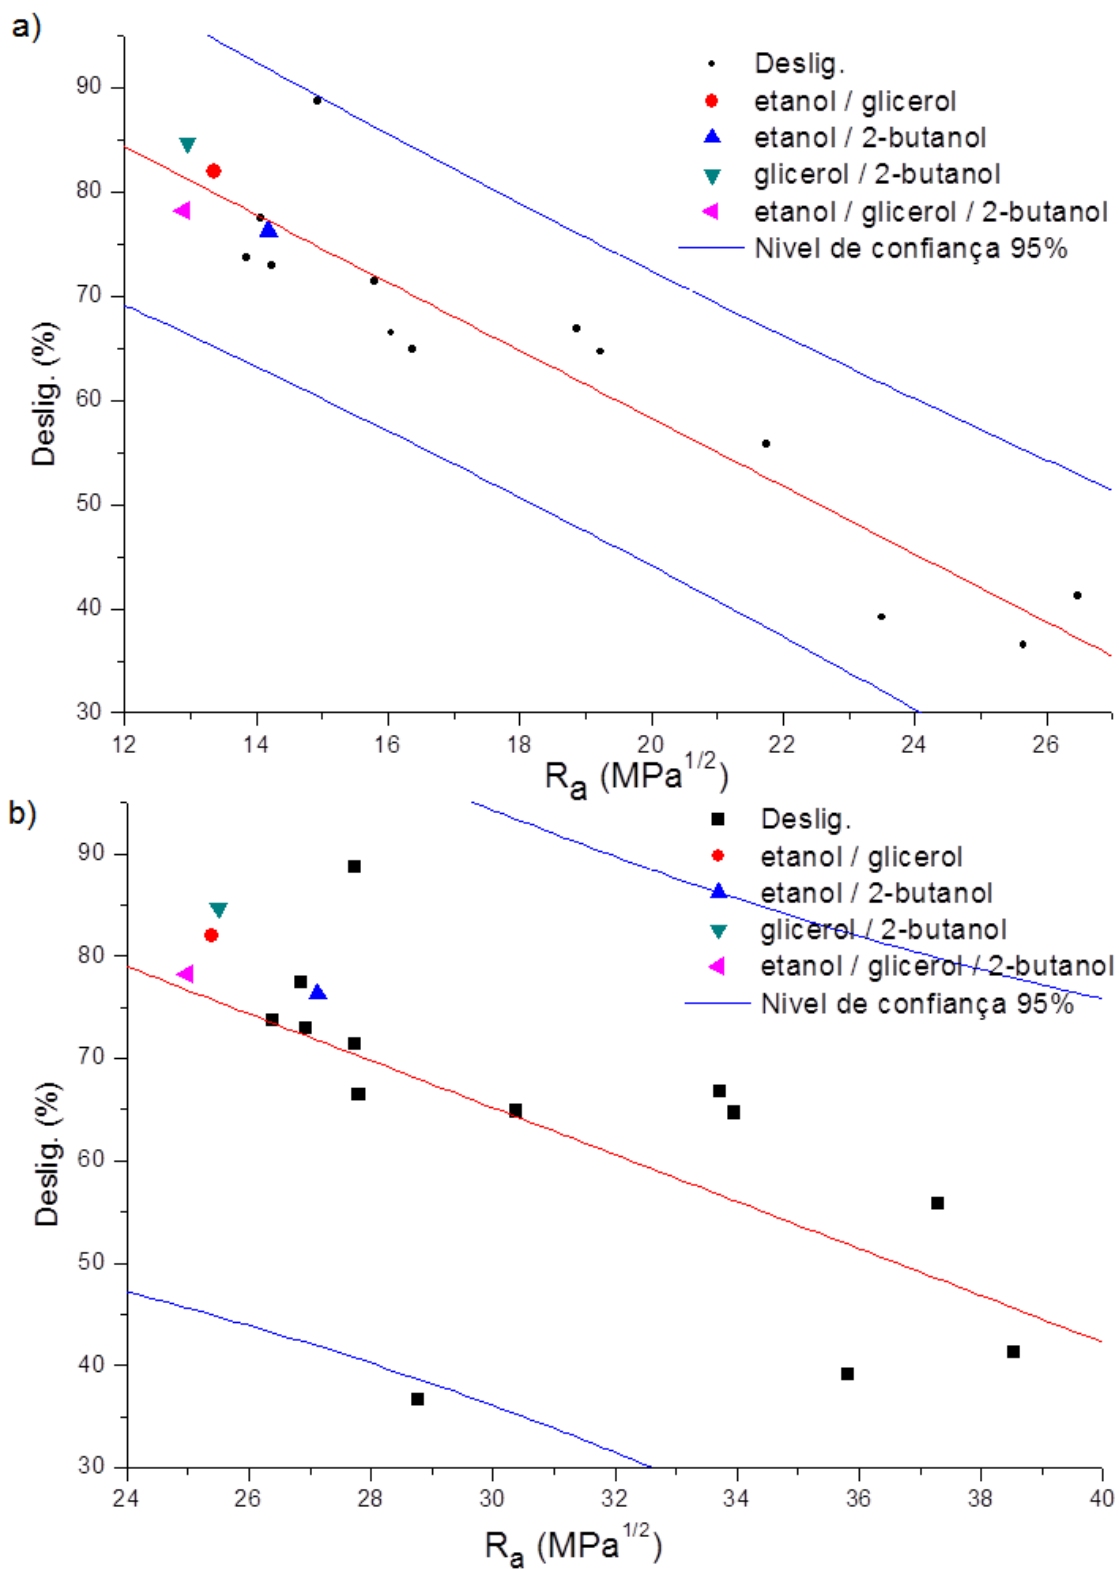 a)
Deslig.
etanol / glicerol
etanol / 2-butanol
glicerol / 2-butanol
etanol / glicerol / 2-butanol
Nivel de confiança 95%
90
80
70
60
50
40
30
Deslig. (%)
12 14 16 18 20 22 24 26
Ra (MPa1/2)
b)
Deslig.
etanol / glicerol
etanol / 2-butanol
glicerol / 2-butanol
etanol / glicerol / 2-butanol
Nivel de confiança 95%
90
80
70
60
50
40
30
Deslig. (%)
24 26 28 30 32 34 36 38 40
Ra (MPa1/2)